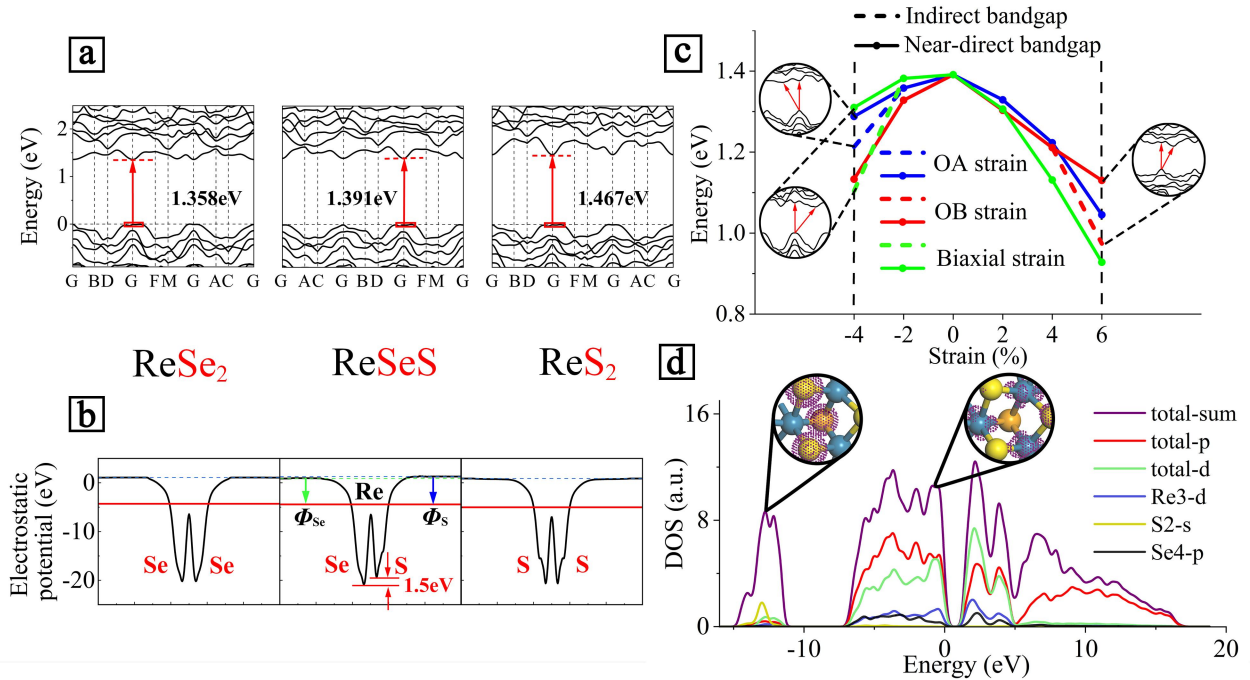 a
Energy (eV)
2
1
0
1.358eV
1.391eV
1.467eV
G BD G FM AC G
G AC G BD G FM G
G BD G FM AC G
ReSe2
ReSeS
ReS2
b
Electrostatic
potential (eV)
0
-10
-20
Se Se
ΦSe
Re
ΦS
Se S
1.5eV
S S
c
Indirect bandgap
Near-direct bandgap
Energy (eV)
1.4
1.2
1.0
0.8
OA strain
OB strain
Biaxial strain
-4 -2 0 2 4 6
Strain (%)
d
DOS (a.u.)
16
8
0
total-sum
total-p
total-d
Re3-d
S2-s
Se4-p
-10 0 10 20
Energy (eV)